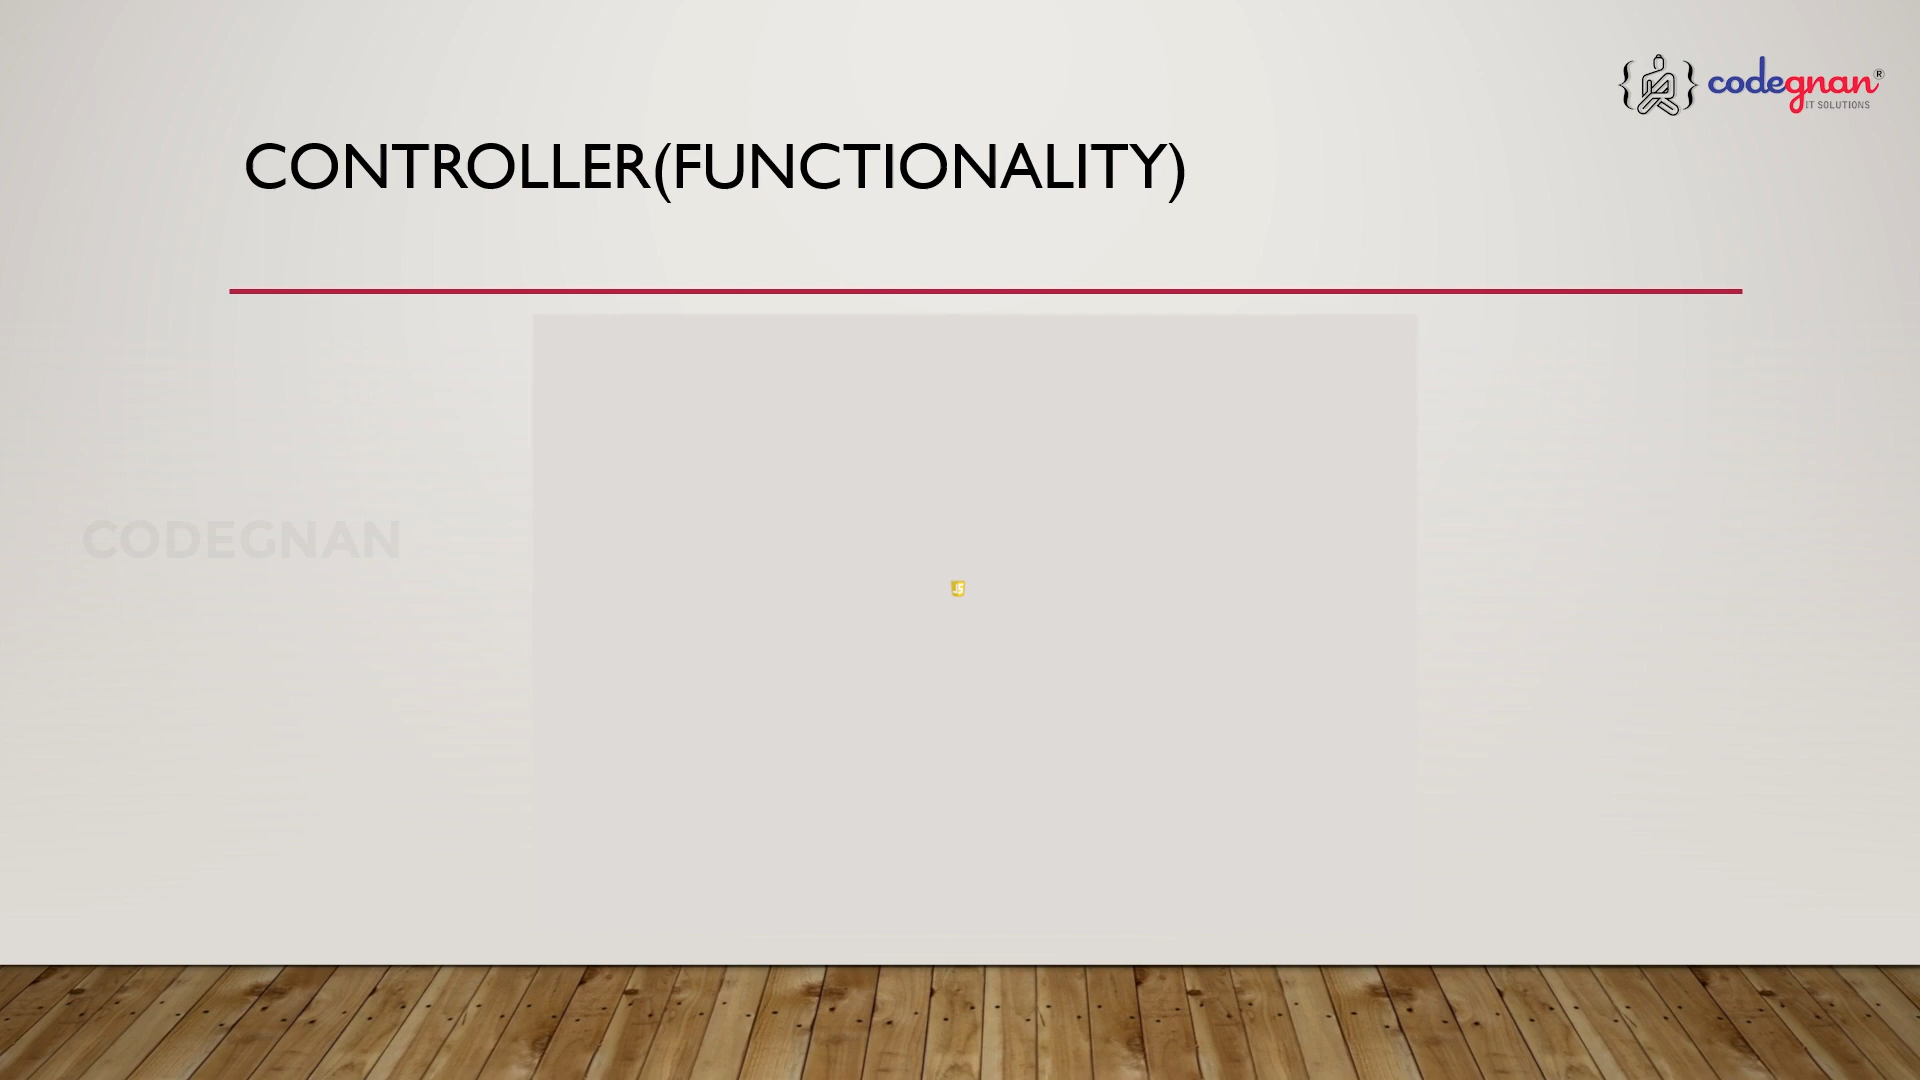 codegnan®
IT SOLUTIONS
CONTROLLER(FUNCTIONALITY)
CODEGNAN
JS